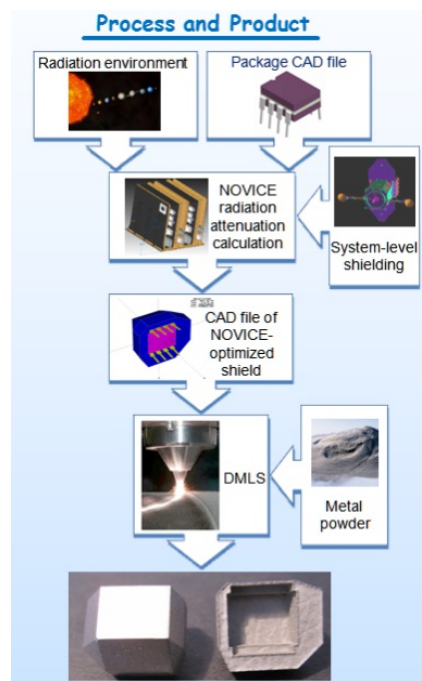 Process and Product
Radiation environment
Package CAD file
NOVICE
radiation
attenuation
calculation
System-level
shielding
CAD file of
NOVICE-
optimized
shield
DMLS
Metal
powder